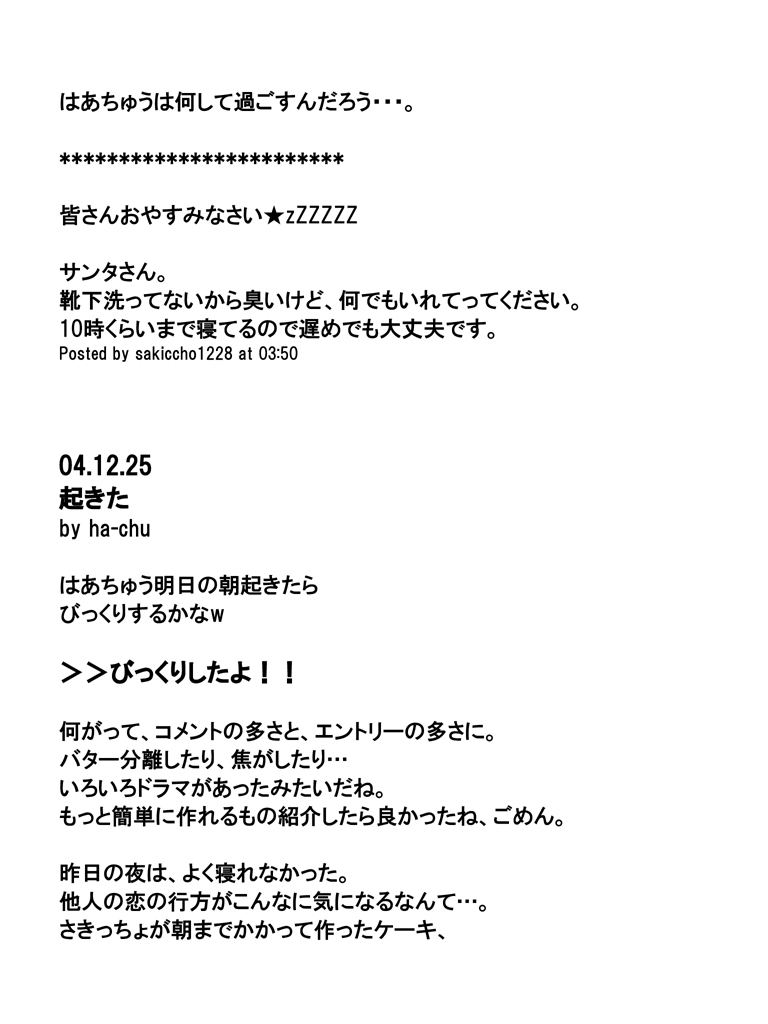 はあちゅうは何して過ごすんだろう・・・。
************************
皆さんおやすみなさい★zZZZZZ
サンタさん。
靴下洗ってないから臭いけど、何でもいれてってください。
10時くらいまで寝てるので遅めでも大丈夫です。
Posted by sakiccho1228 at 03:50
04.12.25
起きた
by ha-chu
はあちゅう明日の朝起きたら
びっくりするかなw
＞＞びっくりしたよ！！
何がって、コメントの多さと、エントリーの多さに。
バター分離したり、焦がしたり…
いろいろドラマがあったみたいだね。
もっと簡単に作れるもの紹介したら良かったね、ごめん。
昨日の夜は、よく寝れなかった。
他人の恋の行方がこんなに気になるなんて…。
さきっちょが朝までかかって作ったケーキ、